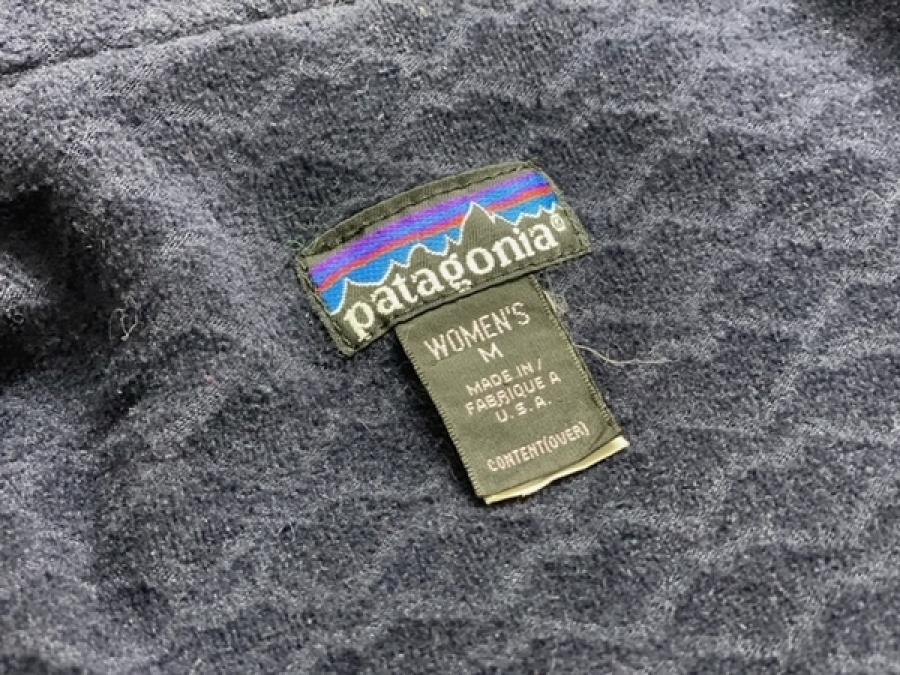 patagonia®
WOMEN'S
M
MADE IN/
FABRIQUE A
U.S.A.
CONTENT(OVER)